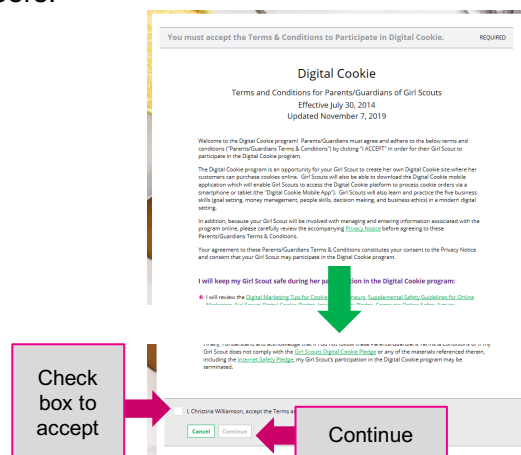 You must accept the Terms & Conditions to Participate in Digital Cookie. REQUIRED
Digital Cookie
Terms and Conditions for Parents/Guardians of Girl Scouts
Effective July 30, 2014
Updated November 7, 2019
Welcome to the Digital Cookie program! Parents/Guardians must agree and adhere to the below terms and
conditions ("Parents/Guardians Terms & Conditions") by clicking "I ACCEPT" in order for their Girl Scout to
participate in the Digital Cookie program.
The Digital Cookie program is an opportunity for your Girl Scout to create her own Digital Cookie site where her
customers can purchase cookies online. Girl Scouts will also be able to download the Digital Cookie mobile
application which will enable Girl Scouts to access the Digital Cookie platform to process cookie orders via a
smartphone or tablet (the "Digital Cookie Mobile App"). Girl Scouts will also learn and practice the five business
skills (goal setting, money management, people skills, decision making, and business ethics) in a modern digital
setting.
In addition, because your Girl Scout will be involved with managing and entering information associated with the
program online, please carefully review the accompanying Privacy Notice before agreeing to these
Parents/Guardians Terms & Conditions.
Your agreement to these Parents/Guardians Terms & Conditions constitutes your consent to the Privacy Notice
and consent that your Girl Scout may participate in the Digital Cookie program.
I will keep my Girl Scout safe during her pa on in the Digital Cookie program:
I will review the Digital Marketing Tips for Cookie neurs, Supplemental Safety Guidelines for Online
Girl Scout does not comply with the Girl Scouts Digital Cookie Pledge or any of the materials referenced therein,
including the Internet Safety Pledge, my Girl Scout's participation in the Digital Cookie program may be
terminated.
Check
box to
accept
I, Christina Williamson, accept the Terms a
Cancel Continue
Continue